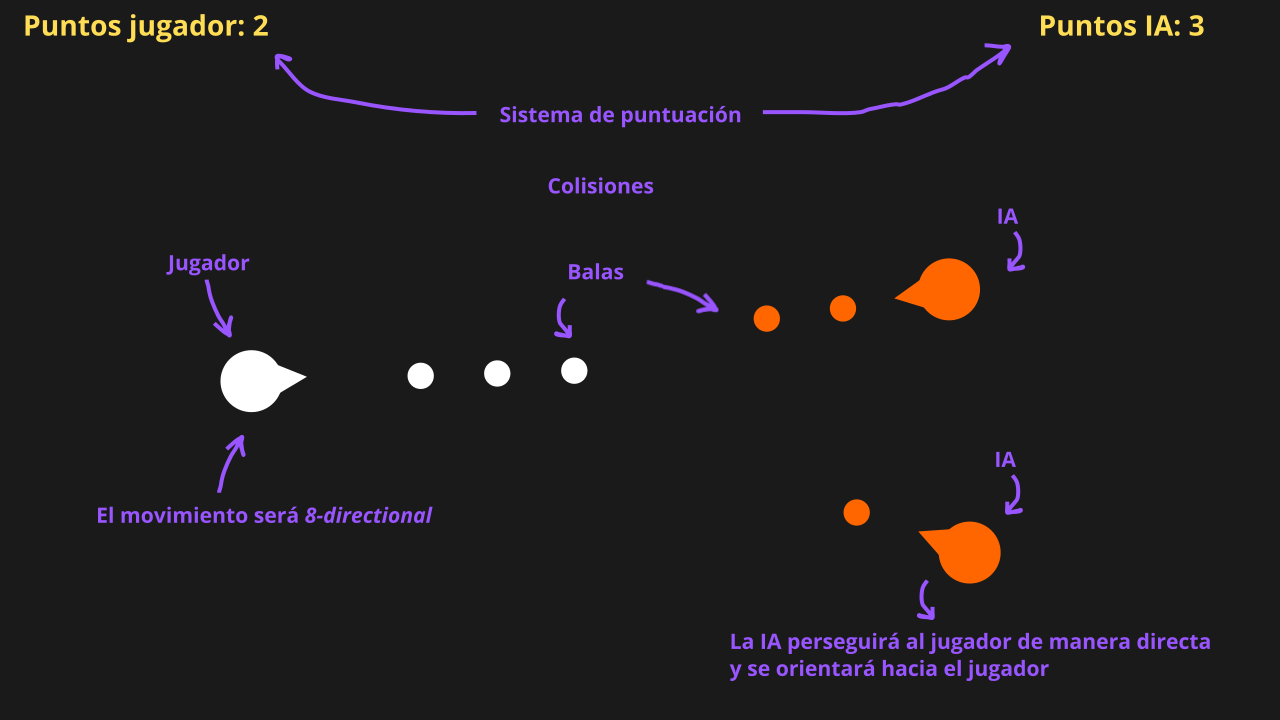 Puntos jugador: 2
Puntos IA: 3
Sistema de puntuación
Colisiones
IA
Jugador
Balas
El movimiento será 8-directional
IA
La IA perseguirá al jugador de manera directa
y se orientará hacia el jugador